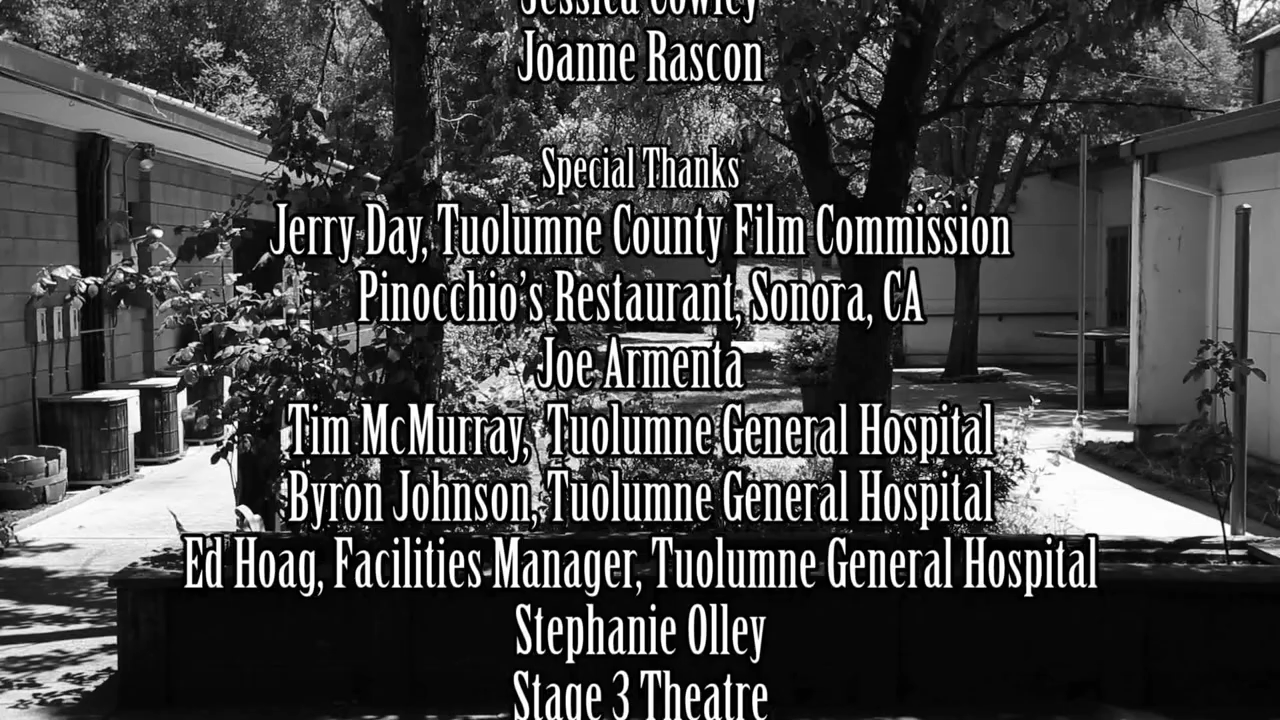 Jessica Cowley
Joanne Rascon
Special Thanks
Jerry Day, Tuolumne County Film Commission
Pinocchio's Restaurant, Sonora, CA
Joe Armenta
Tim McMurray, Tuolumne General Hospital
Byron Johnson, Tuolumne General Hospital
Ed Hoag, Facilities Manager, Tuolumne General Hospital
Stephanie Olley
Stage 3 Theatre